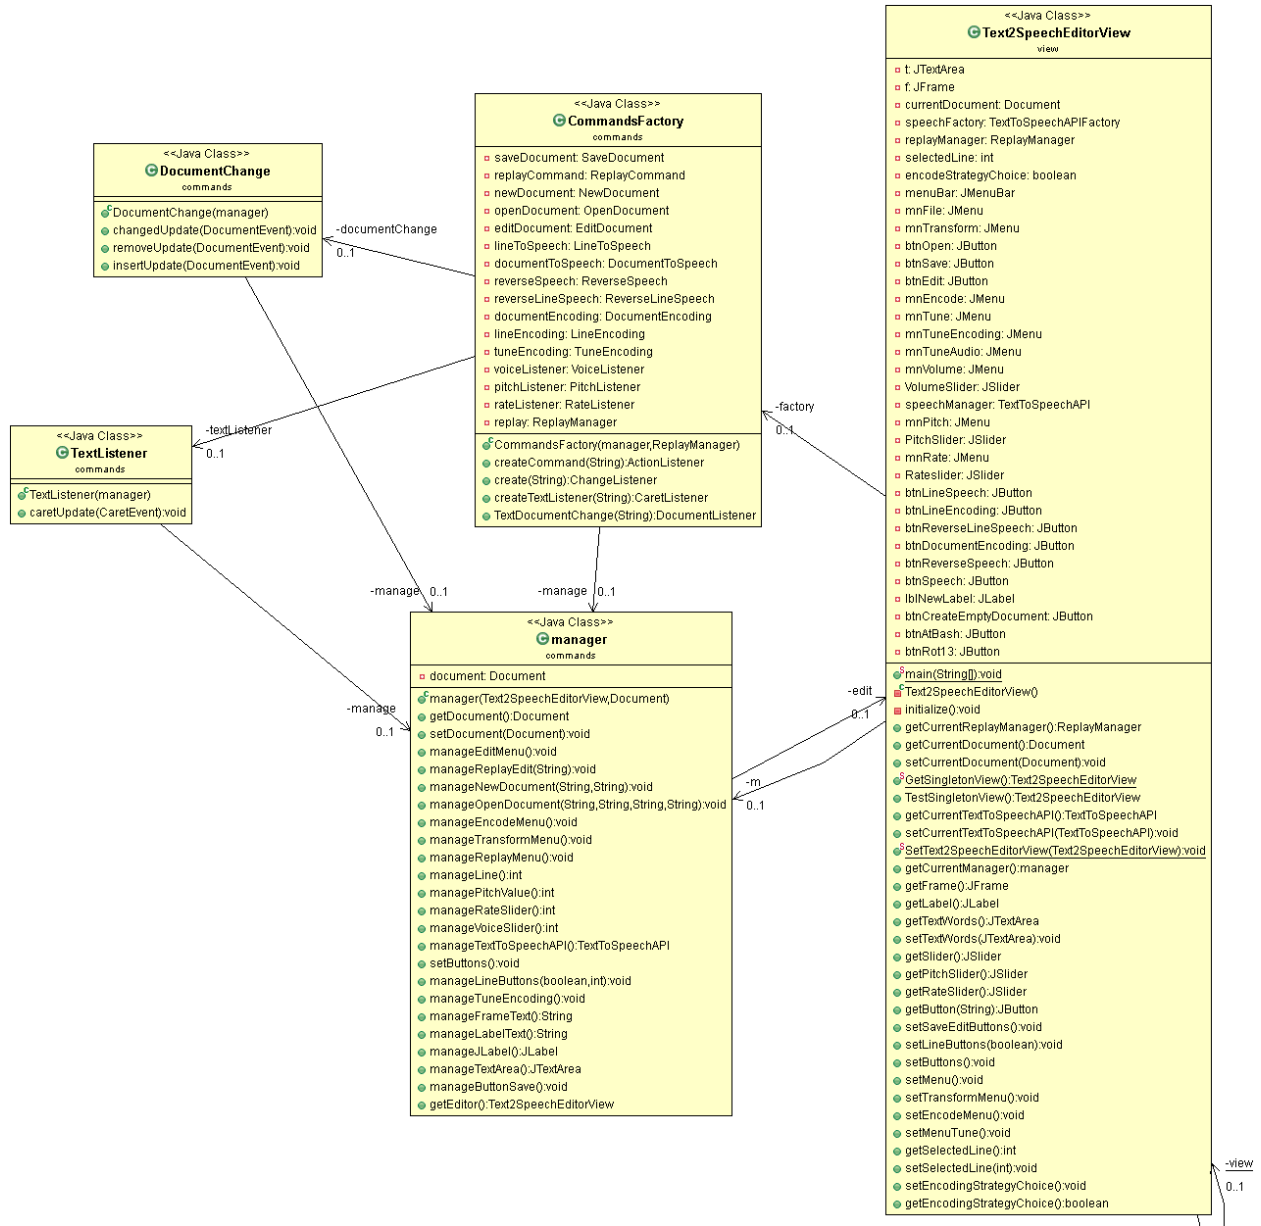 <<Java Class>>
DocumentChange
commands
DocumentChange(manager)
changedUpdate(DocumentEvent):void
removeUpdate(DocumentEvent):void
insertUpdate(DocumentEvent):void
<<Java Class>>
TextListener
commands
TextListener(manager)
caretUpdate(CaretEvent):void
<<Java Class>>
CommandsFactory
commands
saveDocument: SaveDocument
replayCommand: ReplayCommand
newDocument: NewDocument
openDocument: OpenDocument
editDocument: EditDocument
lineToSpeech: LineToSpeech
documentToSpeech: DocumentToSpeech
reverseSpeech: ReverseSpeech
reverseLineSpeech: ReverseLineSpeech
documentEncoding: DocumentEncoding
lineEncoding: LineEncoding
tuneEncoding: TuneEncoding
voiceListener: VoiceListener
pitchListener: PitchListener
rateListener: RateListener
replay: ReplayManager
CommandsFactory(manager,ReplayManager)
createCommand(String):ActionListener
create(String):ChangeListener
createTextListener(String):CaretListener
TextDocumentChange(String):DocumentListener
-documentChange
0..1
-textListener
0..1
-factory
0..1
-manage
0..1
-manage
0..1
-manage
0..1
-edit
0..1
-m
0..1
<<Java Class>>
manager
commands
document: Document
manager(Text2SpeechEditorView,Document)
getDocument():Document
setDocument(Document):void
manageEditMenu():void
manageReplayEdit(String):void
manageNewDocument(String,String):void
manageOpenDocument(String,String,String,String):void
manageEncodeMenu():void
manageTransformMenu():void
manageReplayMenu():void
manageLine():int
managePitchValue():int
manageRateSlider():int
manageVoiceSlider():int
manageTextToSpeechAPI():TextToSpeechAPI
setButtons():void
manageLineButtons(boolean,int):void
manageTuneEncoding():void
manageFrameText():String
manageLabelText():String
manageJLabel():JLabel
manageTextArea():JTextArea
manageButtonSave():void
getEditor():Text2SpeechEditorView
<<Java Class>>
Text2SpeechEditorView
view
t: JTextArea
f: JFrame
currentDocument: Document
speechFactory: TextToSpeechAPIFactory
replayManager: ReplayManager
selectedLine: int
encodeStrategyChoice: boolean
menuBar: JMenuBar
mnFile: JMenu
mnTransform: JMenu
btnOpen: JButton
btnSave: JButton
btnEdit: JButton
mnEncode: JMenu
mnTune: JMenu
mnTuneEncoding: JMenu
mnTuneAudio: JMenu
mnVolume: JMenu
VolumeSlider: JSlider
speechManager: TextToSpeechAPI
mnPitch: JMenu
PitchSlider: JSlider
mnRate: JMenu
Rateslider: JSlider
btnLineSpeech: JButton
btnLineEncoding: JButton
btnReverseLineSpeech: JButton
btnDocumentEncoding: JButton
btnReverseSpeech: JButton
btnSpeech: JButton
lblNewLabel: JLabel
btnCreateEmptyDocument: JButton
btnAtBash: JButton
btnRot13: JButton
main(String[]):void
Text2SpeechEditorView()
initialize():void
getCurrentReplayManager():ReplayManager
getCurrentDocument():Document
setCurrentDocument(Document):void
GetSingletonView():Text2SpeechEditorView
TestSingletonView():Text2SpeechEditorView
getCurrentTextToSpeechAPI():TextToSpeechAPI
setCurrentTextToSpeechAPI(TextToSpeechAPI):void
SetText2SpeechEditorView(Text2SpeechEditorView):void
getCurrentManager():manager
getFrame():JFrame
getLabel():JLabel
getTextWords():JTextArea
setTextWords(JTextArea):void
getSlider():JSlider
getPitchSlider():JSlider
getRateSlider():JSlider
getButton(String):JButton
setSaveEditButtons():void
setLineButtons(boolean):void
setButtons():void
setMenu():void
setTransformMenu():void
setEncodeMenu():void
setMenuTune():void
getSelectedLine():int
setSelectedLine(int):void
setEncodingStrategyChoice():void
getEncodingStrategyChoice():boolean
-view
0..1